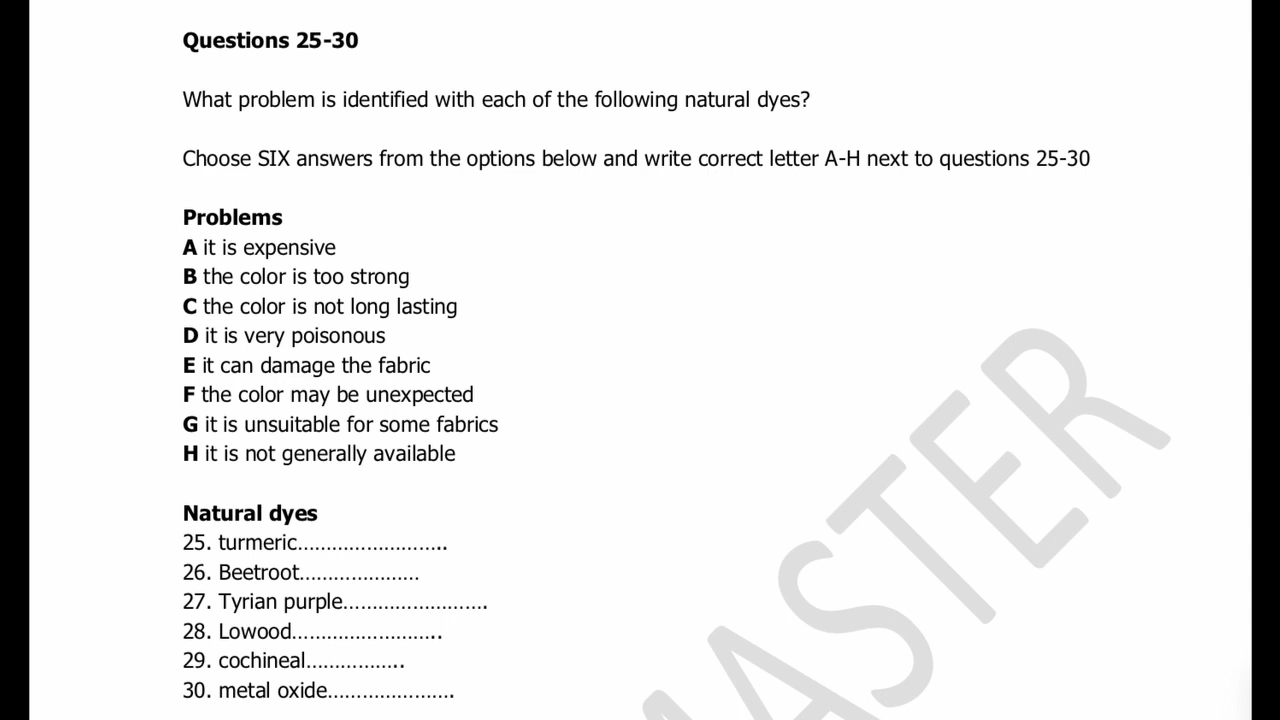 Questions 25-30
What problem is identified with each of the following natural dyes?
Choose SIX answers from the options below and write correct letter A-H next to questions 25-30
Problems
A it is expensive
B the color is too strong
C the color is not long lasting
D it is very poisonous
E it can damage the fabric
F the color may be unexpected
G it is unsuitable for some fabrics
H it is not generally available
Natural dyes
25. turmeric……………………..
26. Beetroot…………………
27. Tyrian purple…………………….
28. Lowood……………………..
29. cochineal……………..
30. metal oxide………………….
MASTER